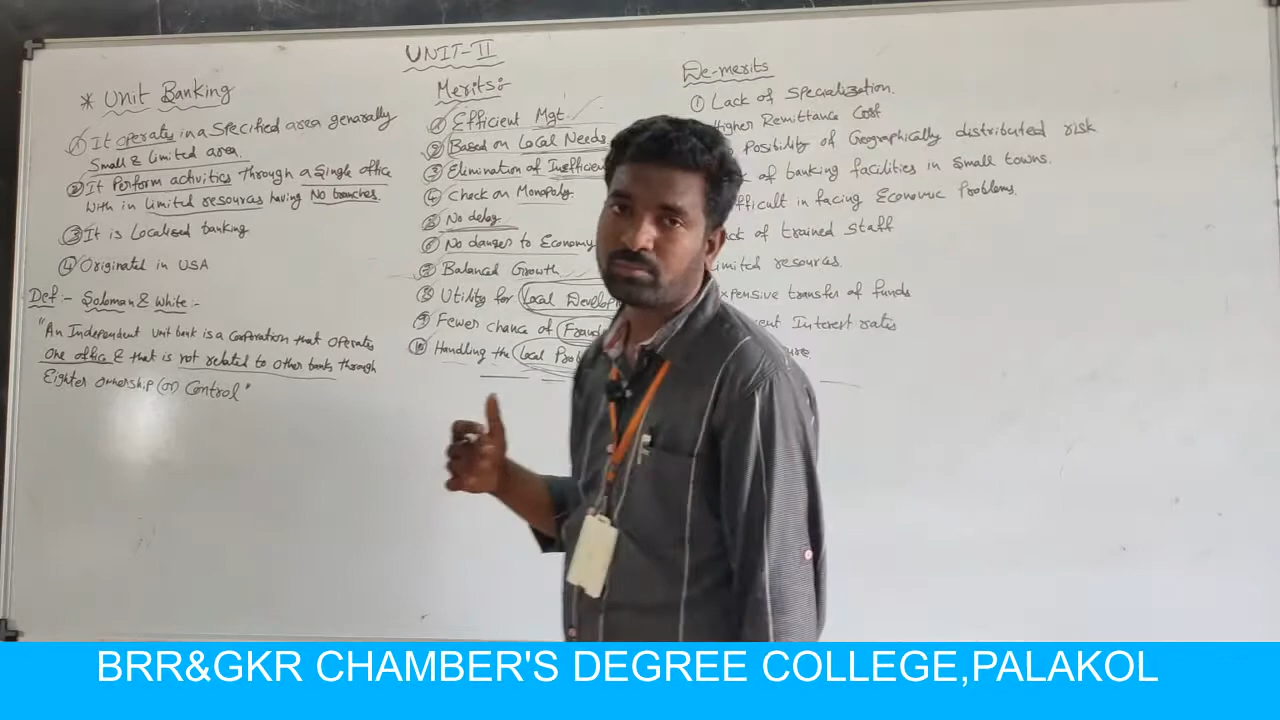 UNIT-II
* Unit Banking
① It operates in a Specified area genarally
Small & Limited area.
② It Perform activities Through a Single office
with in limited resources having No branches.
③ It is Localised banking
④ Originated in USA
Def:- Soloman & White:-
"An Independent unit bank is a Corporation that operates
One office & that is not related to other banks through
Eighter ownership (or) Control"
Merits:
① Efficient Mgt.
② Based on Local Needs
③ Elimination of
④ Check on Monopoly.
⑤ No delay
⑥ No danger to Economy
⑦ Balanced Growth
⑧ Utility for Local
⑨ Fewer chance of
⑩ Handling the Local
De-merits
① Lack of Specialization.
Higher Remittance Cost
Posibility of Geographically distributed risk
of banking facilities in Small towns.
in facing Economic Problems.
of trained Staff
resources.
transfer of funds
Interest rates
BRR&GKR CHAMBER'S DEGREE COLLEGE,PALAKOL